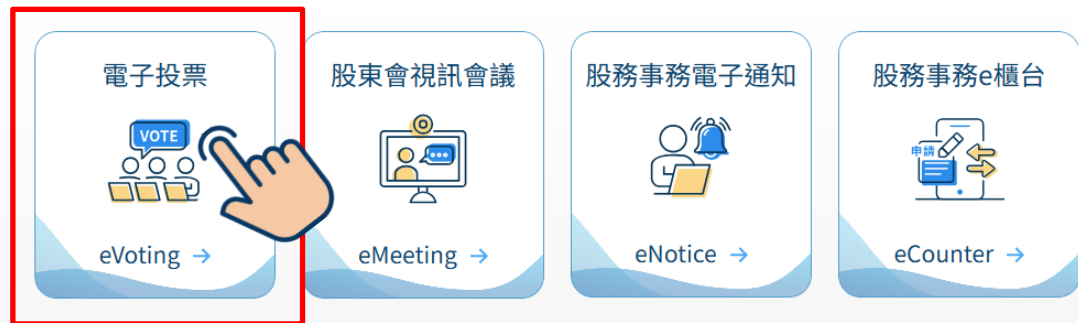 電子投票
VOTE
eVoting →
股東會視訊會議
eMeeting →
股務事務電子通知
eNotice →
股務事務e櫃台
申請
eCounter →